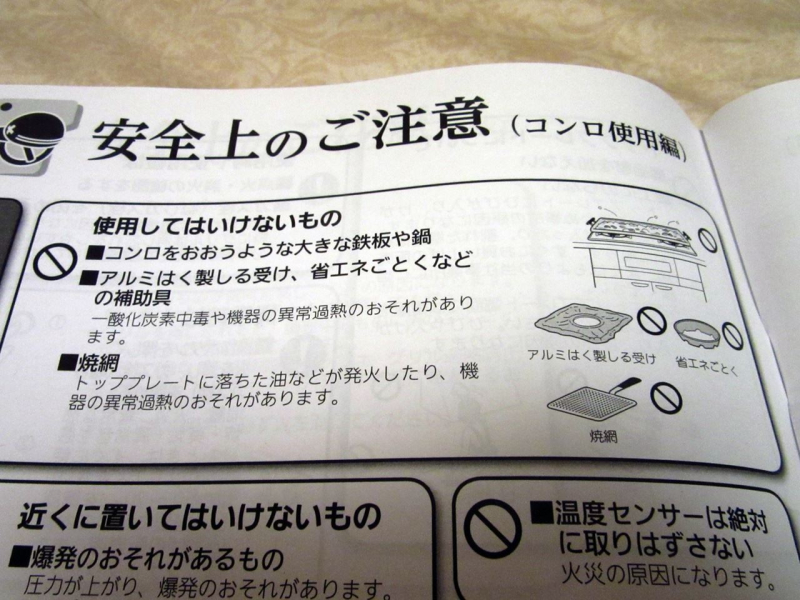 安全上のご注意(コンロ使用編)
使用してはいけないもの
■コンロをおおうような大きな鉄板や鍋
■アルミはく製しる受け、省エネごとくなど
の補助具
一酸化炭素中毒や機器の異常過熱のおそれがあり
ます。
■焼網
トッププレートに落ちた油などが発火したり、機
器の異常過熱のおそれがあります。
アルミはく製しる受け
省エネごとく
焼網
近くに置いてはいけないもの
■爆発のおそれがあるもの
圧力が上がり、爆発のおそれがあります。
■温度センサーは絶対
に取りはずさない
火災の原因になります。